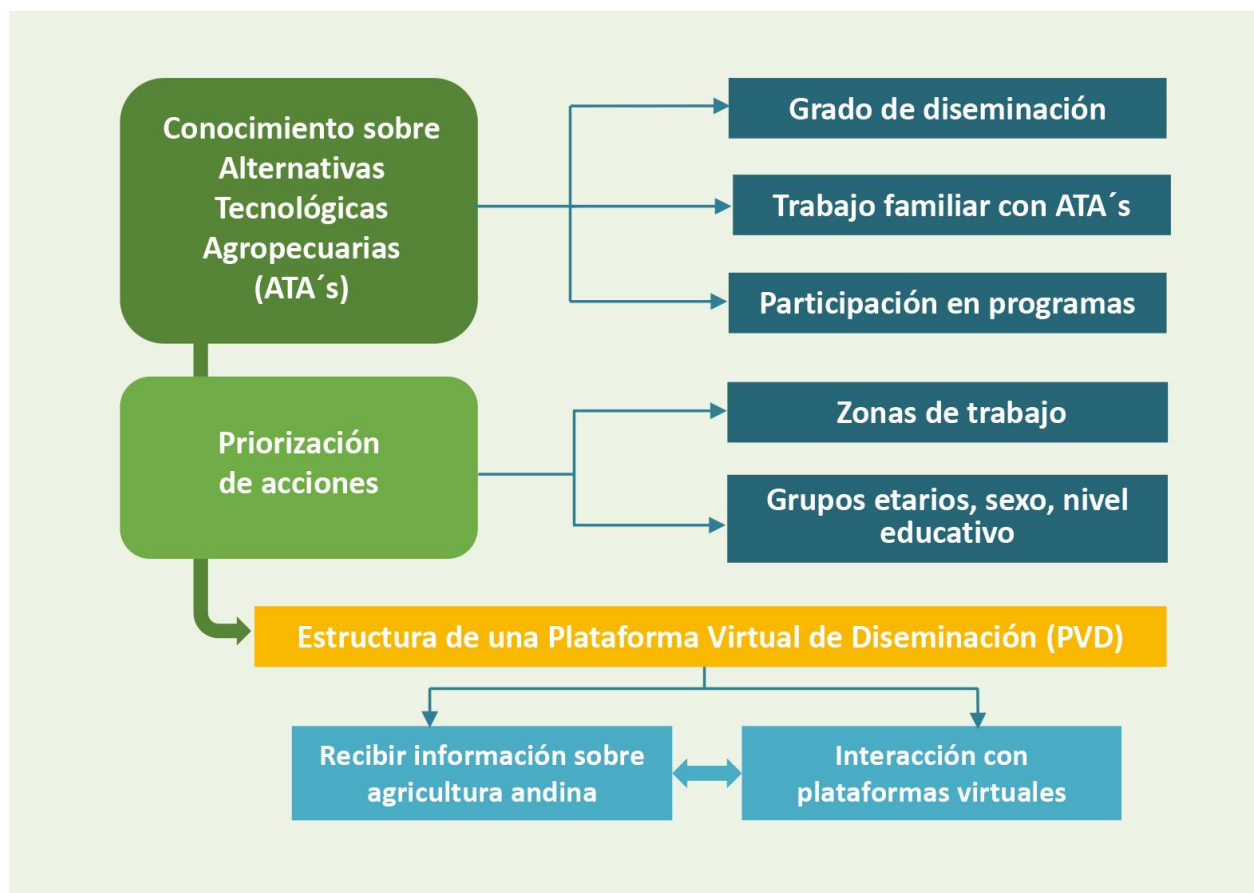 Conocimiento sobre
Alternativas
Tecnológicas
Agropecuarias
(ATA´s)
Grado de diseminación
Trabajo familiar con ATA´s
Participación en programas
Priorización
de acciones
Zonas de trabajo
Grupos etarios, sexo, nivel
educativo
Estructura de una Plataforma Virtual de Diseminación (PVD)
Recibir información sobre
agricultura andina
Interacción con
plataformas virtuales